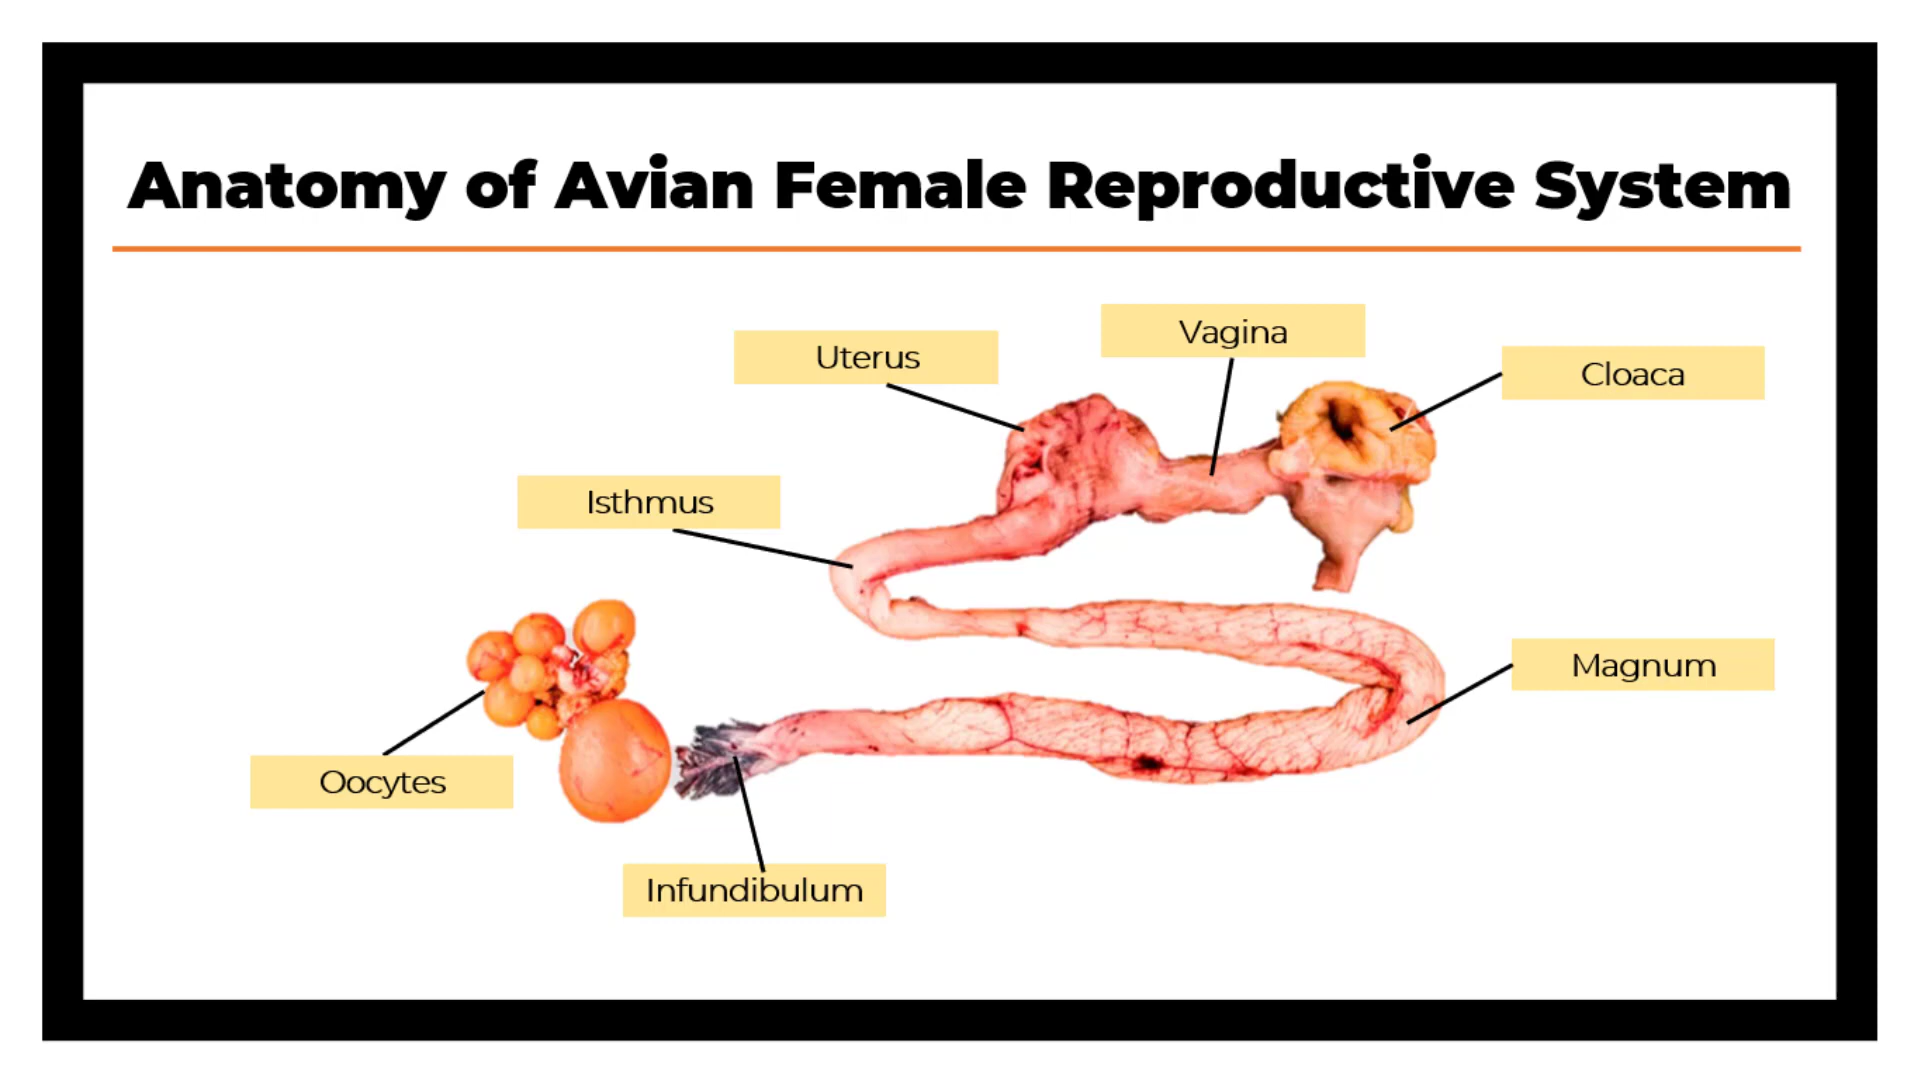 Anatomy of Avian Female Reproductive System
Vagina
Uterus
Cloaca
Isthmus
Magnum
Oocytes
Infundibulum